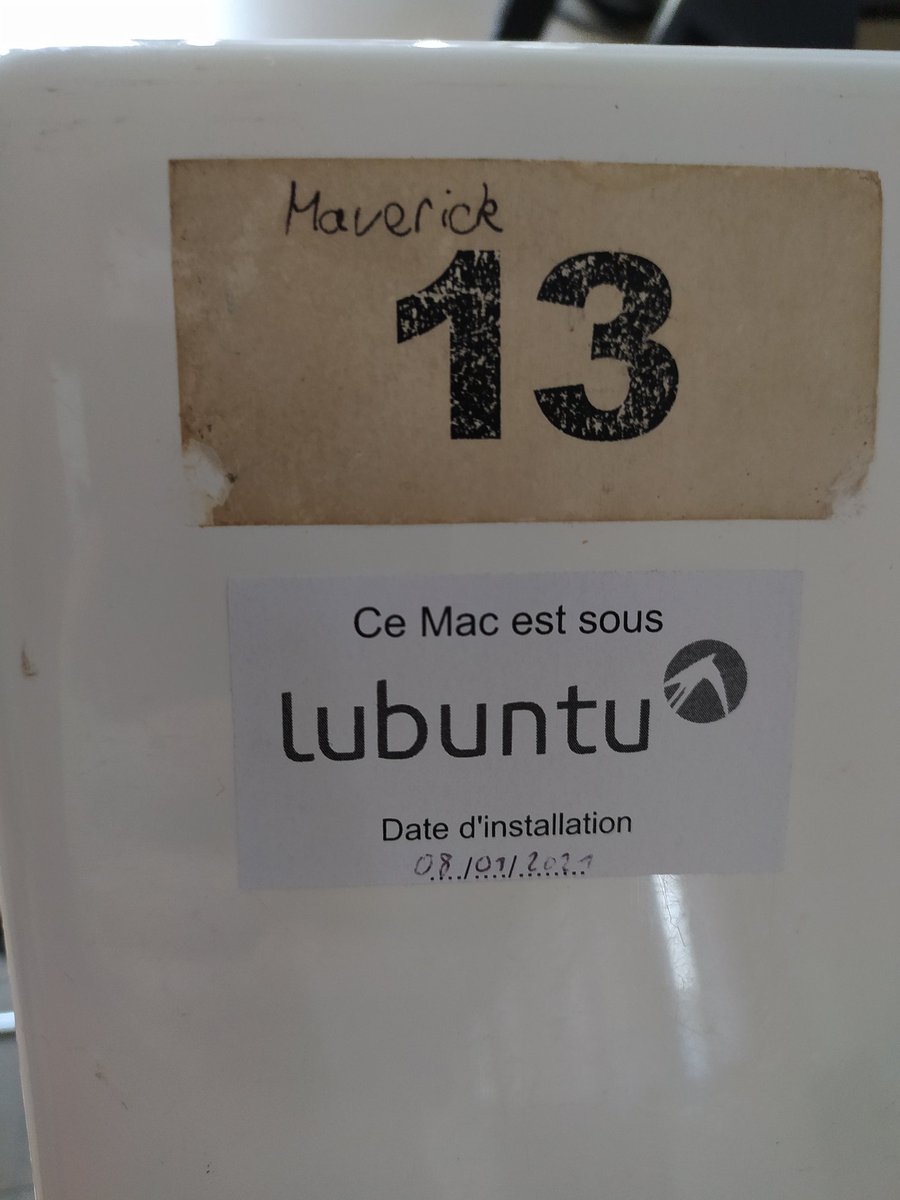 Maverick
13
Ce Mac est sous
lubuntu
Date d'installation
08/01/2021